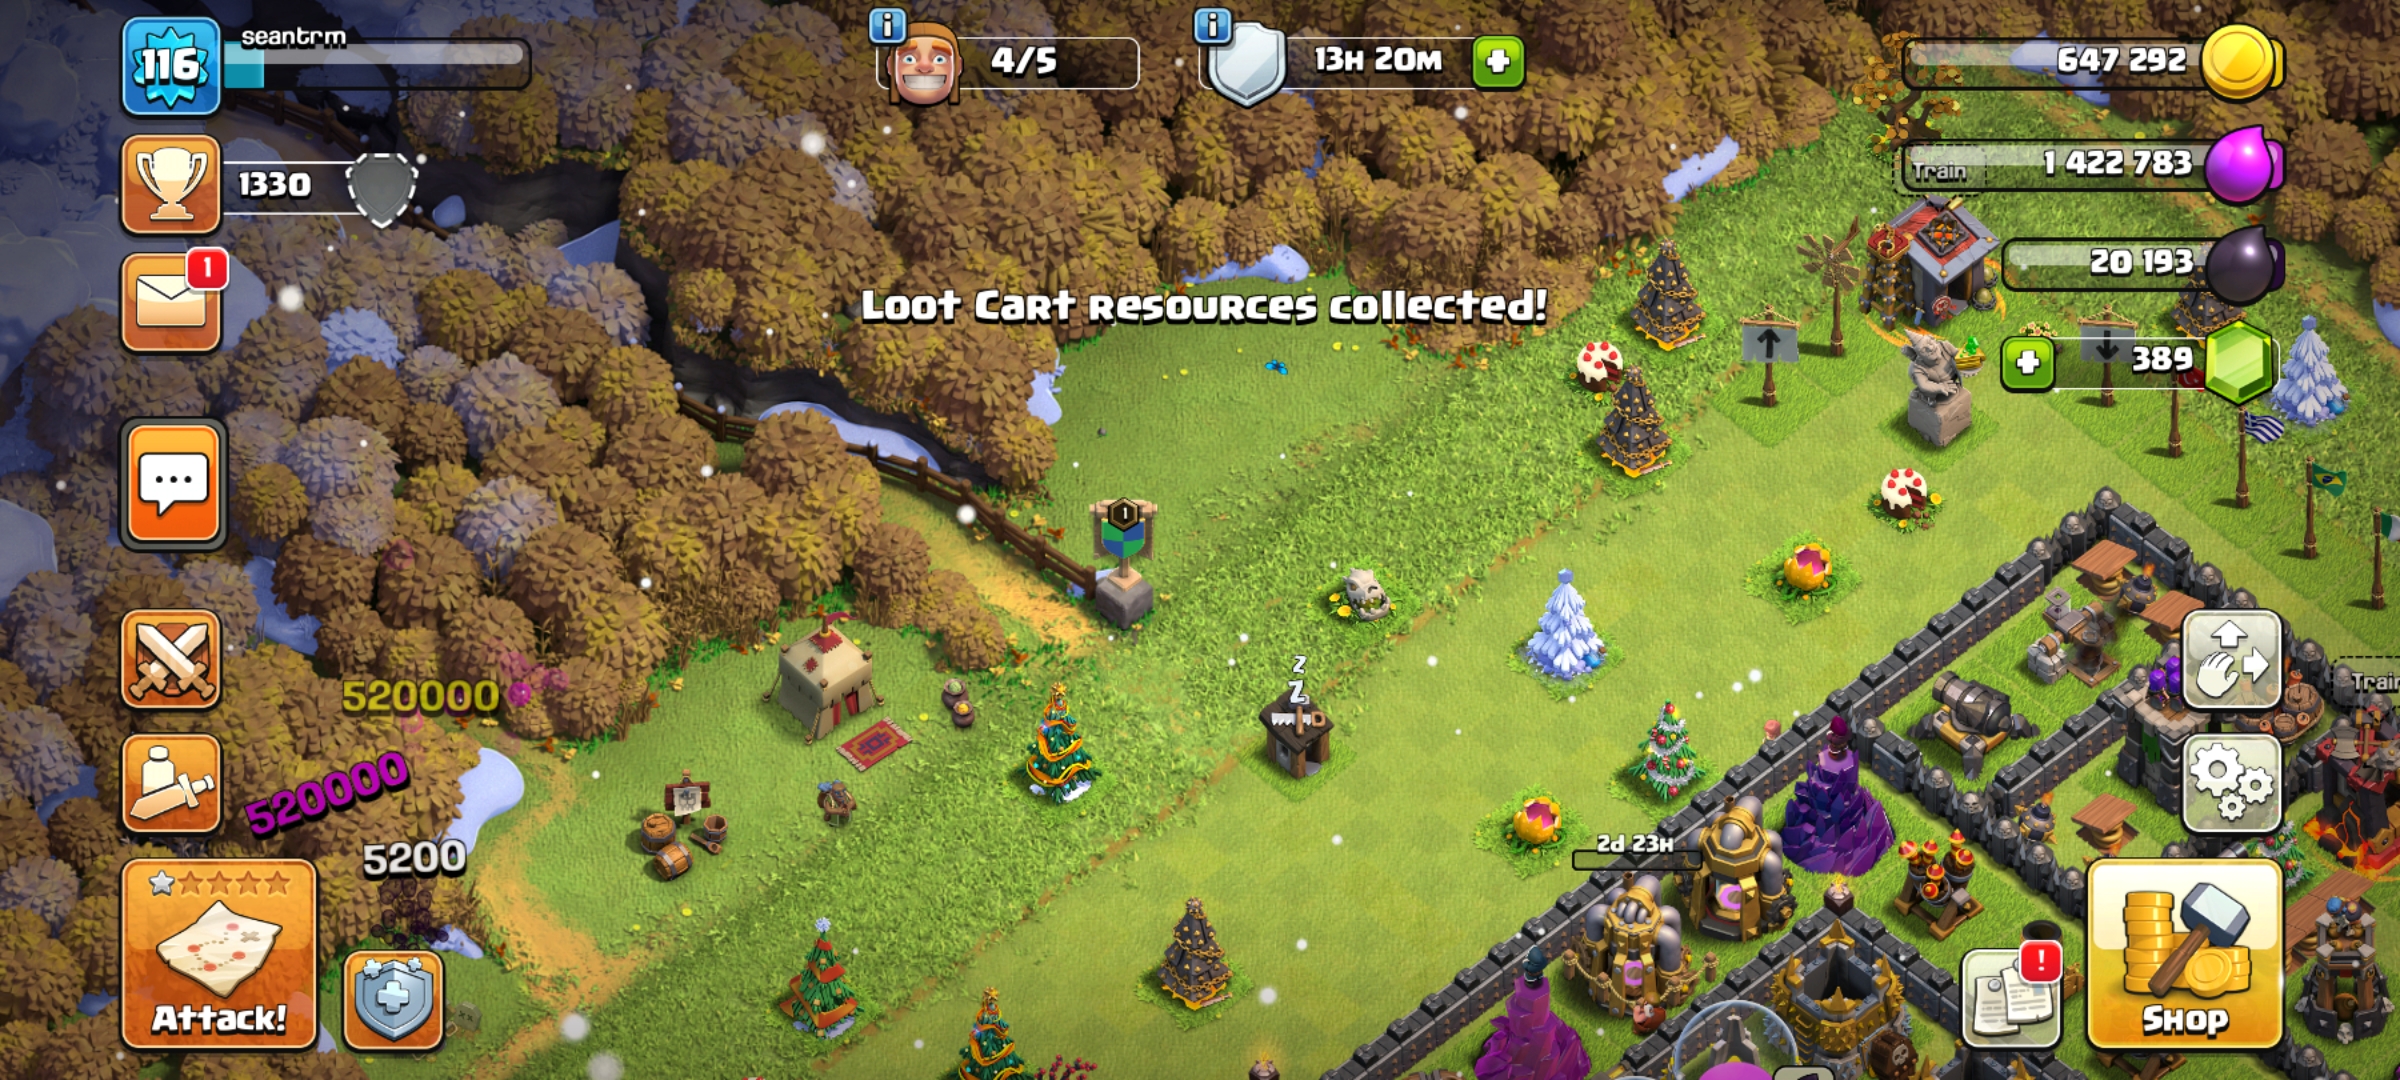 116
seantrm
4/5
13h 20m
647 292
1330
Train
1 422 783
1
20 193
Loot Cart resources collected!
389
1
z
z
520000
Train
520000
2d 23h
5200
!
Attack!
Shop